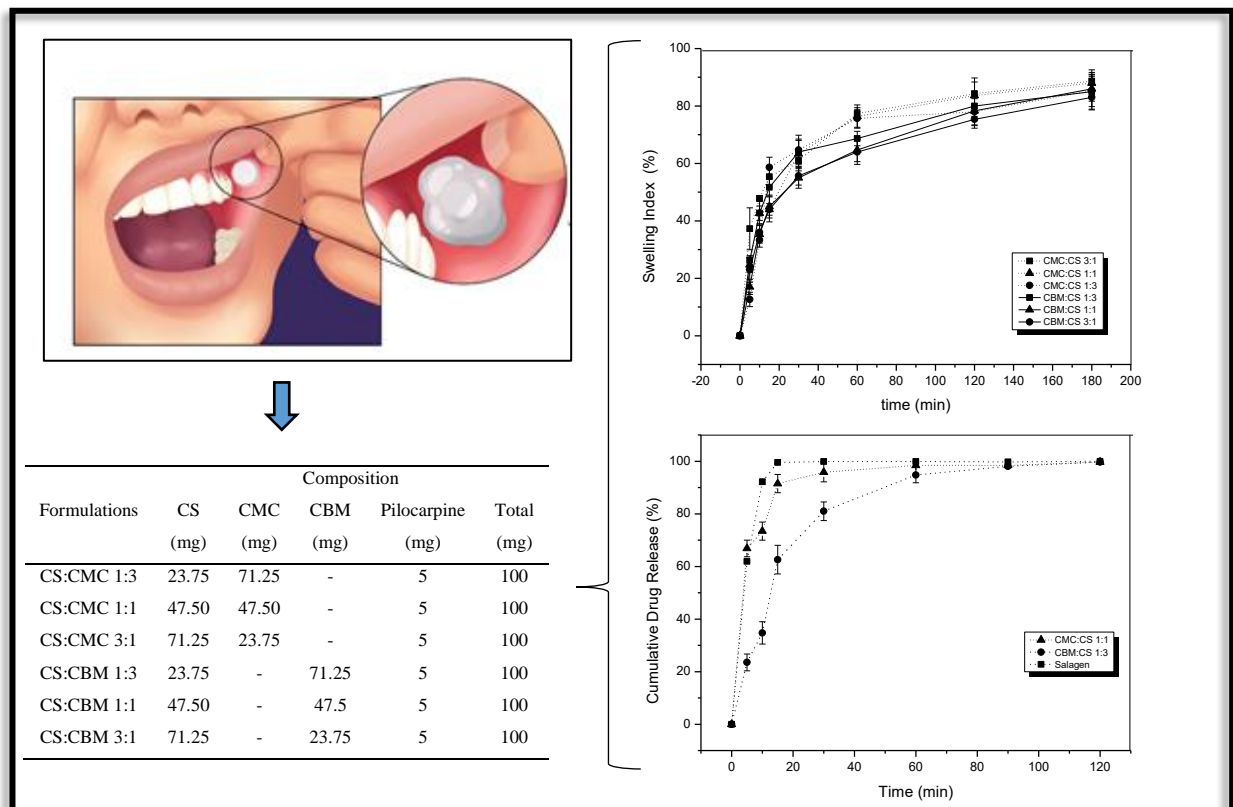 Composition
Formulations CS CMC CBM Pilocarpine Total
(mg) (mg) (mg) (mg) (mg)
CS:CMC 1:3 23.75 71.25 - 5 100
CS:CMC 1:1 47.50 47.50 - 5 100
CS:CMC 3:1 71.25 23.75 - 5 100
CS:CBM 1:3 23.75 - 71.25 5 100
CS:CBM 1:1 47.50 - 47.5 5 100
CS:CBM 3:1 71.25 - 23.75 5 100
Swelling Index (%)
100
80
60
40
20
0
CMC:CS 3:1
CMC:CS 1:1
CMC:CS 1:3
CBM:CS 1:3
CBM:CS 1:1
CBM:CS 3:1
-20 0 20 40 60 80 100 120 140 160 180 200
time (min)
Cumulative Drug Release (%)
100
80
60
40
20
0
CMC:CS 1:1
CBM:CS 1:3
Salagen
0 20 40 60 80 100 120
Time (min)